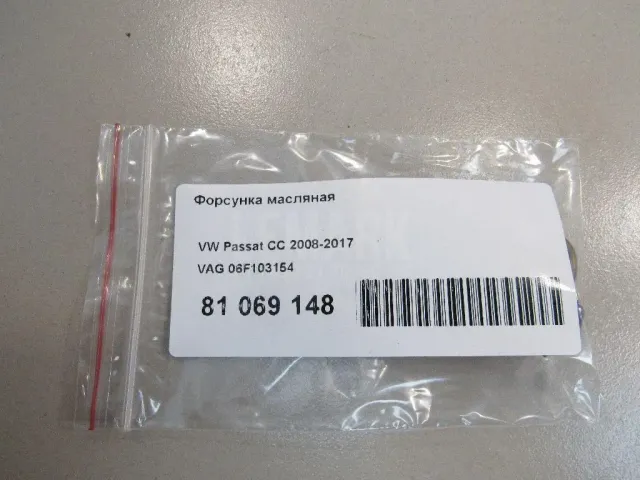 Форсунка масляная
VW Passat CC 2008-2017
VAG 06F103154
81 069 148